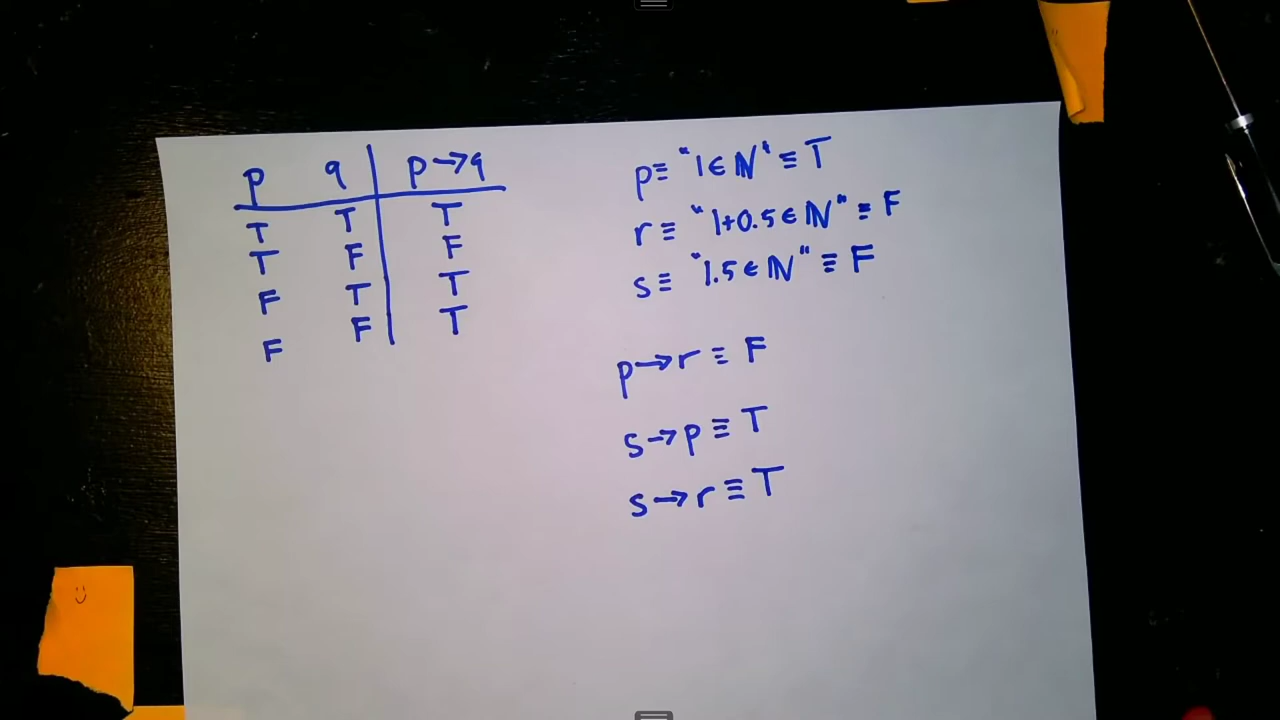 p q p→q
T T T
T F F
F T T
F F T
p≡ "1∈ℕ" ≡ T
r ≡ "1+0.5∈ℕ" ≡ F
s≡ "1.5∈ℕ" ≡ F
p→r ≡ F
s→p ≡ T
s→r ≡ T